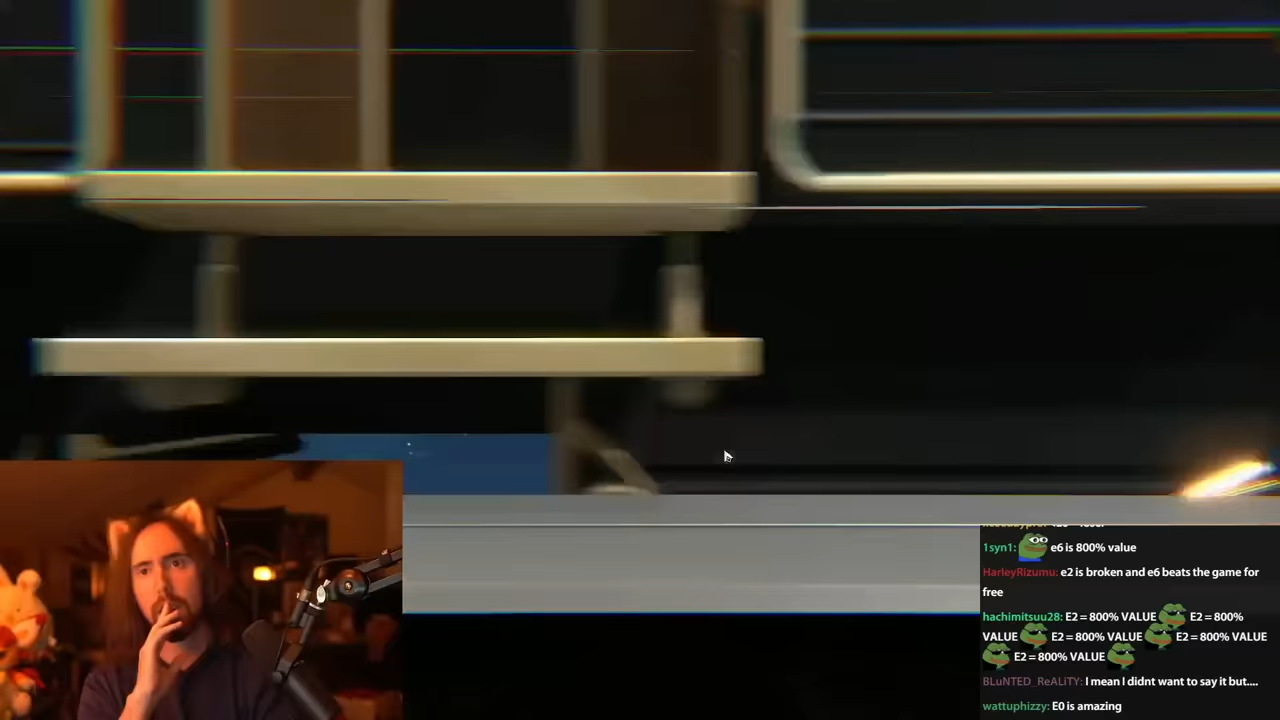 1syn1: e6 is 800% value
HarleyRizumu: e2 is broken and e6 beats the game for
free
hachimitsuu28: E2 = 800% VALUE E2 = 800%
VALUE E2 = 800% VALUE E2 = 800% VALUE
E2 = 800% VALUE
BLuNTED_ReALiTY: I mean I didnt want to say it but....
wattuphizzy: E0 is amazing